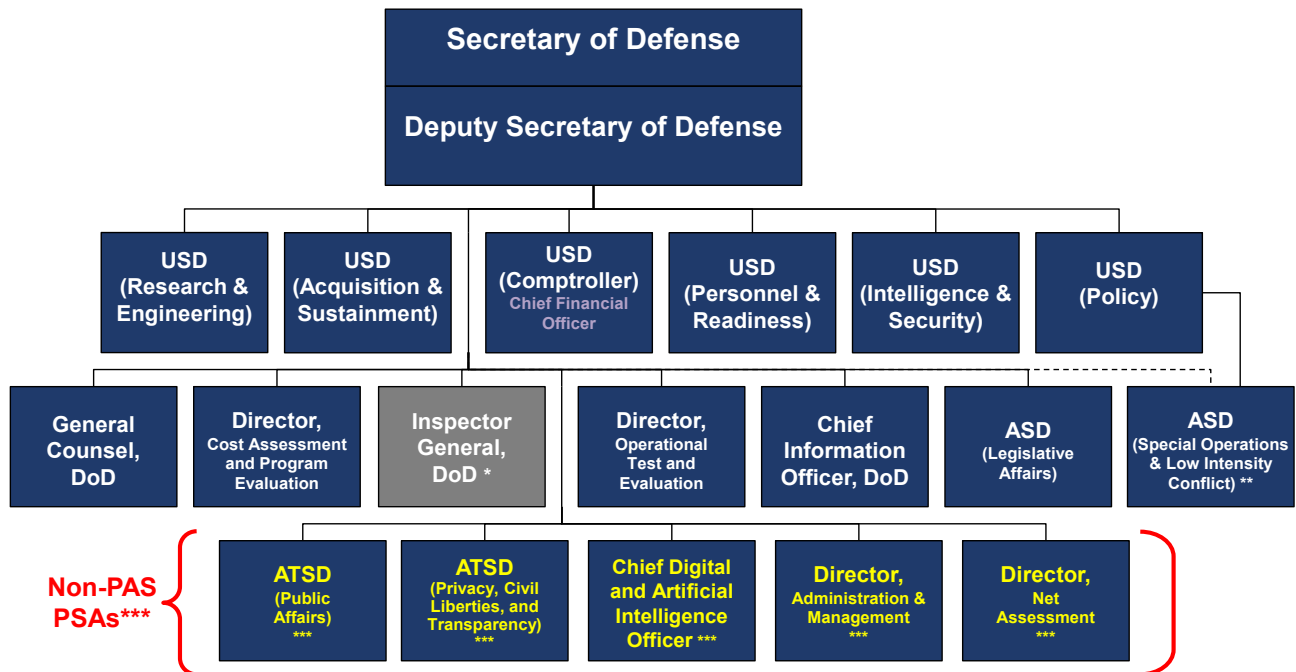 Secretary of Defense
Deputy Secretary of Defense
USD
(Research &
Engineering)
USD
(Acquisition &
Sustainment)
USD
(Comptroller)
Chief Financial
Officer
USD
(Personnel &
Readiness)
USD
(Intelligence &
Security)
USD
(Policy)
General
Counsel,
DoD
Director,
Cost Assessment
and Program
Evaluation
Inspector
General,
DoD *
Director,
Operational
Test and
Evaluation
Chief
Information
Officer, DoD
ASD
(Legislative
Affairs)
ASD
(Special Operations
& Low Intensity
Conflict) **
Non-PAS
PSAs***
ATSD
(Public
Affairs)
***
ATSD
(Privacy, Civil
Liberties, and
Transparency)
***
Chief Digital
and Artificial
Intelligence
Officer ***
Director,
Administration &
Management
***
Director,
Net
Assessment
***